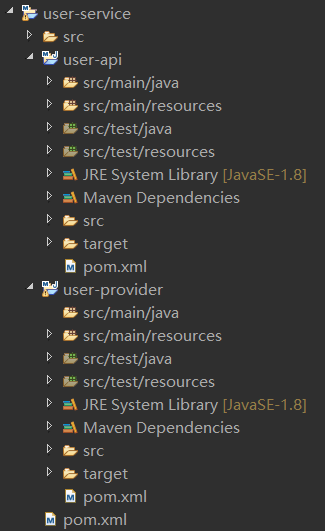 user-service
src
user-api
src/main/java
src/main/resources
src/test/java
src/test/resources
JRE System Library [JavaSE-1.8]
Maven Dependencies
src
target
pom.xml
user-provider
src/main/java
src/main/resources
src/test/java
src/test/resources
JRE System Library [JavaSE-1.8]
Maven Dependencies
src
target
pom.xml
pom.xml